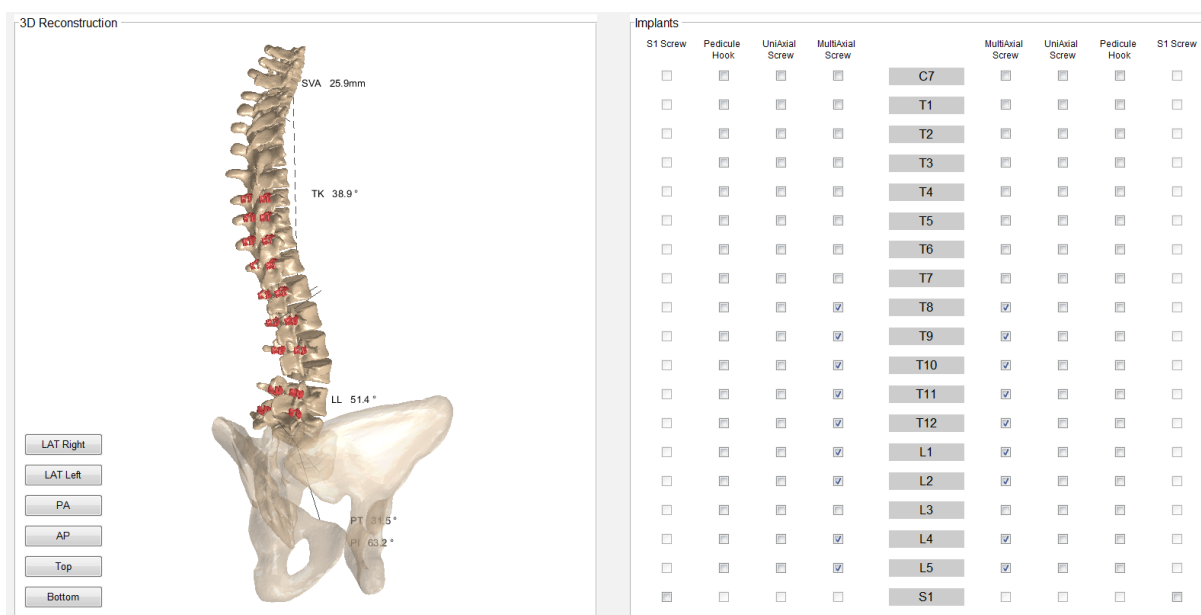 3D Reconstruction
SVA 25.9mm
TK 38.9 °
LL 51.4 °
PT 31.5 °
PI 63.2 °
LAT Right
LAT Left
PA
AP
Top
Bottom
Implants
S1 Screw Pedicule Hook UniAxial Screw MultiAxial Screw MultiAxial Screw UniAxial Screw Pedicule Hook S1 Screw
C7
T1
T2
T3
T4
T5
T6
T7
T8
T9
T10
T11
T12
L1
L2
L3
L4
L5
S1